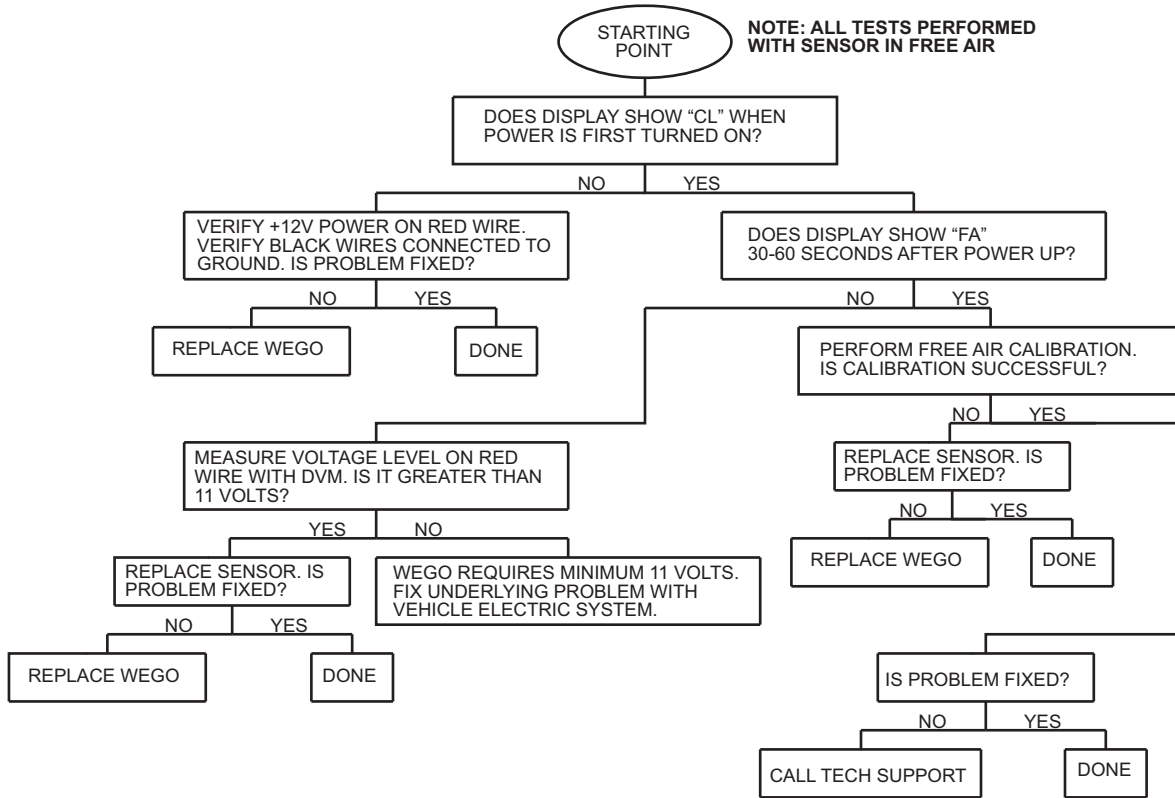 STARTING
POINT
NOTE: ALL TESTS PERFORMED
WITH SENSOR IN FREE AIR
DOES DISPLAY SHOW “CL” WHEN
POWER IS FIRST TURNED ON?
NO
YES
VERIFY +12V POWER ON RED WIRE.
VERIFY BLACK WIRES CONNECTED TO
GROUND. IS PROBLEM FIXED?
DOES DISPLAY SHOW “FA”
30-60 SECONDS AFTER POWER UP?
NO
YES
NO
YES
REPLACE WEGO
DONE
PERFORM FREE AIR CALIBRATION.
IS CALIBRATION SUCCESSFUL?
NO
YES
MEASURE VOLTAGE LEVEL ON RED
WIRE WITH DVM. IS IT GREATER THAN
11 VOLTS?
REPLACE SENSOR. IS
PROBLEM FIXED?
YES
NO
NO
YES
REPLACE SENSOR. IS
PROBLEM FIXED?
WEGO REQUIRES MINIMUM 11 VOLTS.
FIX UNDERLYING PROBLEM WITH
VEHICLE ELECTRIC SYSTEM.
REPLACE WEGO
DONE
NO
YES
REPLACE WEGO
DONE
IS PROBLEM FIXED?
NO
YES
CALL TECH SUPPORT
DONE